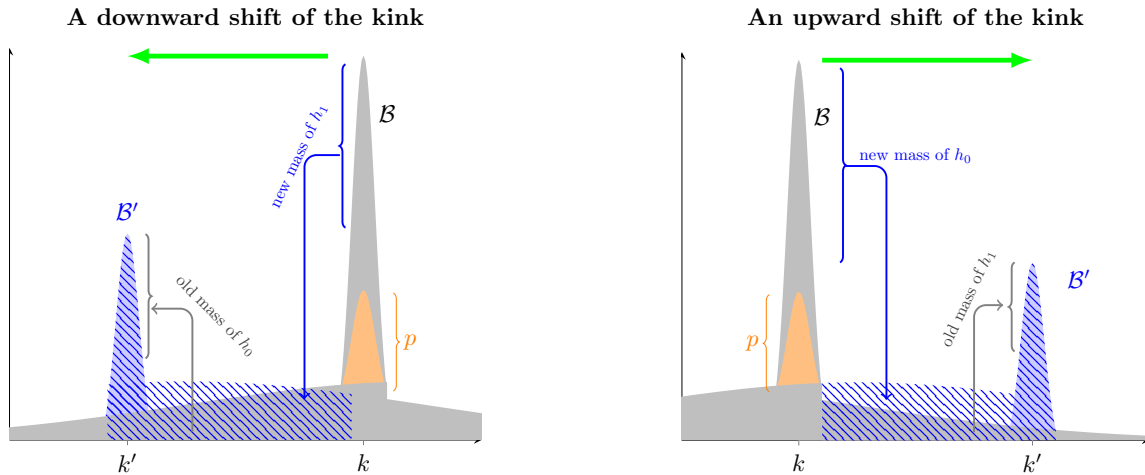 A downward shift of the kink
new mass of h₁
ℬ
ℬ′
old mass of h₀
p
k′
k
An upward shift of the kink
ℬ
new mass of h₀
old mass of h₁
ℬ′
p
k
k′